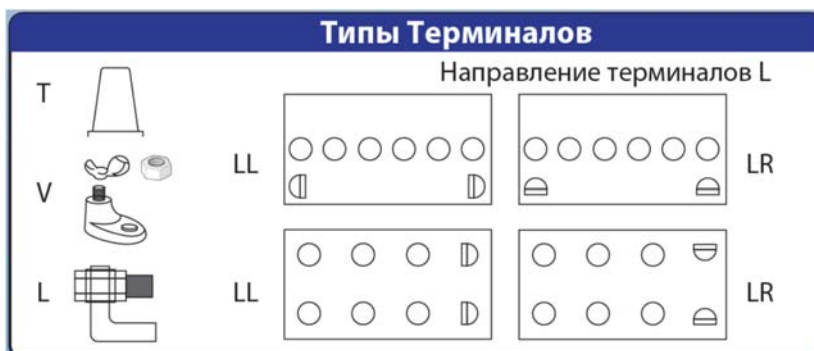 Типы Терминалов
Направление терминалов L
T
LL
LR
V
L
LL
LR